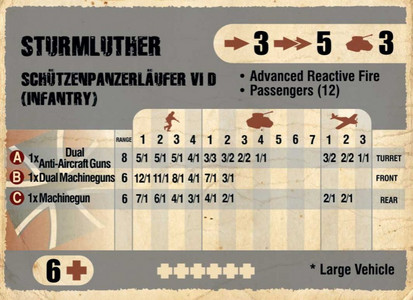 STURMLUTHER
3 5 3
SCHÜTZENPANZERLÄUFER VI D
(INFANTRY)
• Advanced Reactive Fire
• Passengers (12)
RANGE 1 2 3 4 1 2 3 4 5 6 7 1 2 3
A 1x Dual Anti-Aircraft Guns 8 5/1 5/1 5/1 4/1 3/3 3/2 2/2 1/1 3/2 2/2 1/1 TURRET
B 1x Dual Machineguns 6 12/1 11/1 8/1 4/1 7/1 3/1 FRONT
C 1x Machinegun 6 7/1 6/1 4/1 3/1 4/1 2/1 2/1 2/1 REAR
6
* Large Vehicle